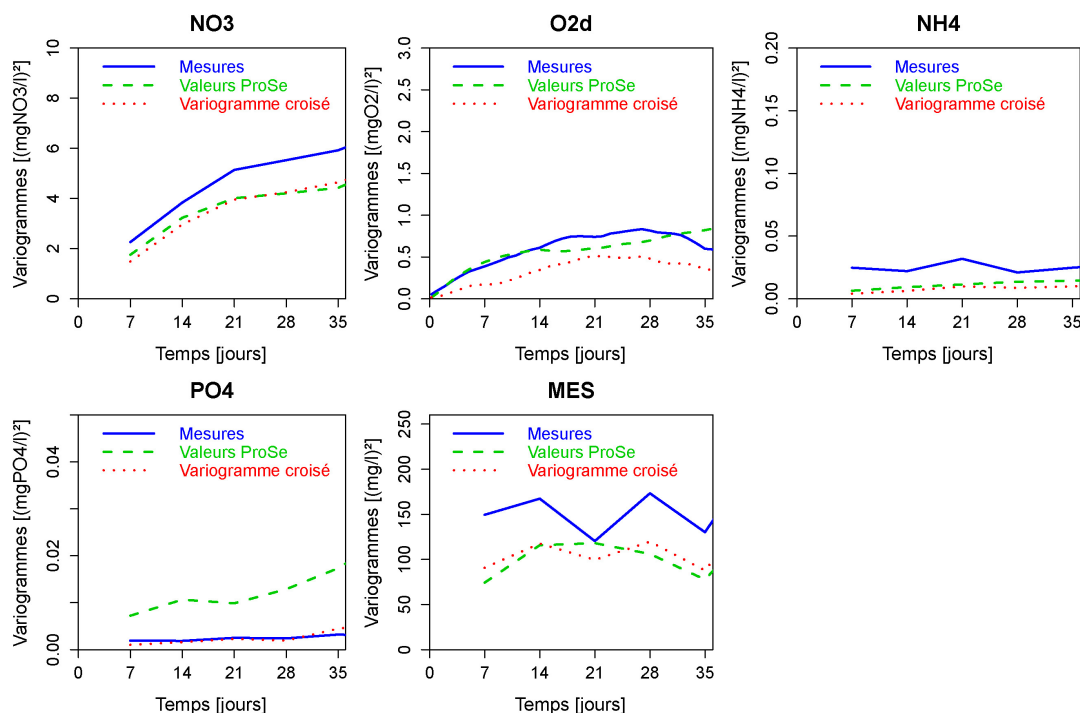 NO3
Variogrammes [(mgNO3/l)²]
10
8
6
4
2
0
Mesures
Valeurs ProSe
Variogramme croisé
0 7 14 21 28 35
Temps [jours]
O2d
Variogrammes [(mgO2/l)²]
3.0
2.5
2.0
1.5
1.0
0.5
0.0
Mesures
Valeurs ProSe
Variogramme croisé
0 7 14 21 28 35
Temps [jours]
NH4
Variogrammes [(mgNH4/l)²]
0.20
0.15
0.10
0.05
0.00
Mesures
Valeurs ProSe
Variogramme croisé
0 7 14 21 28 35
Temps [jours]
PO4
Variogrammes [(mgPO4/l)²]
0.04
0.02
0.00
Mesures
Valeurs ProSe
Variogramme croisé
0 7 14 21 28 35
Temps [jours]
MES
Variogrammes [(mg/l)²]
250
200
150
100
50
0
Mesures
Valeurs ProSe
Variogramme croisé
0 7 14 21 28 35
Temps [jours]